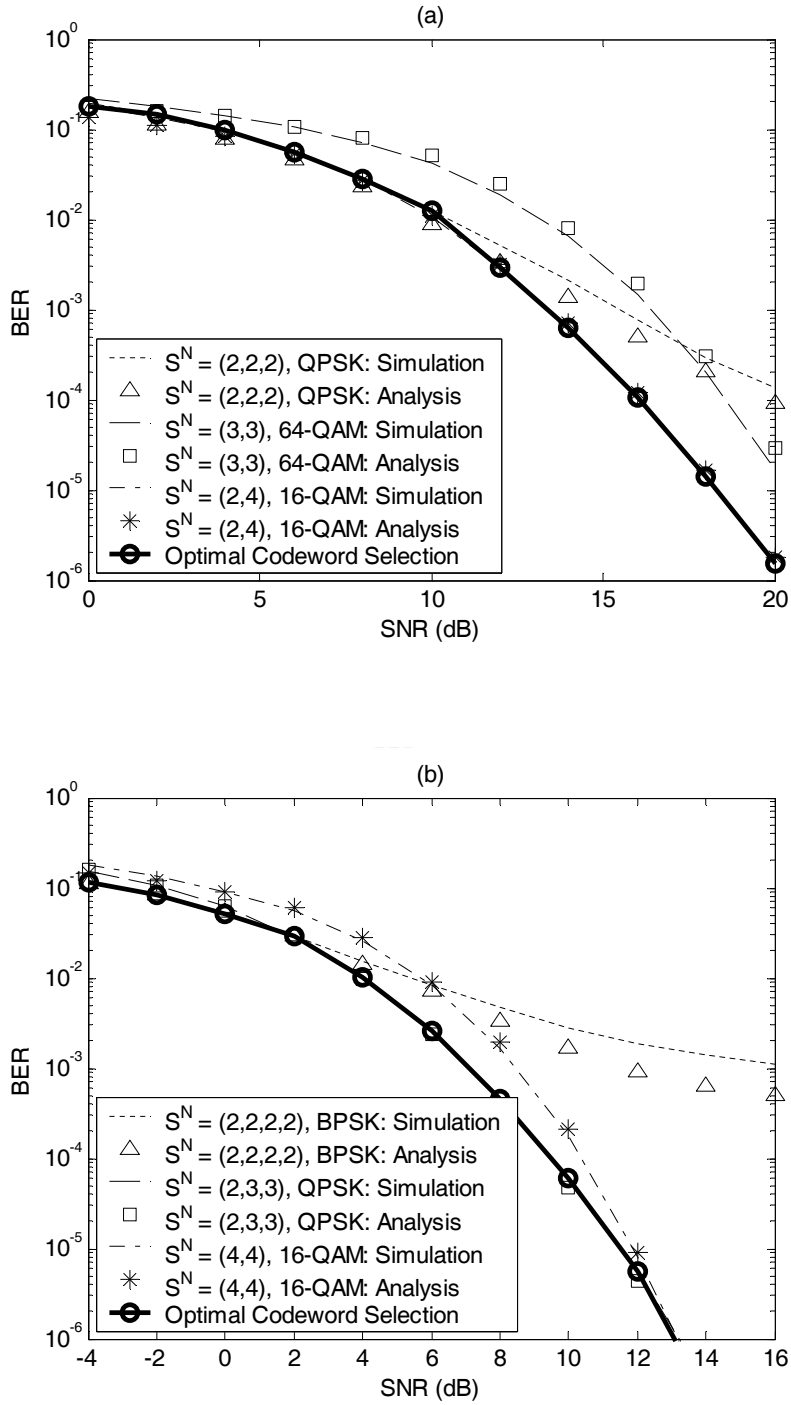 (a)
10^0
10^-1
10^-2
10^-3
10^-4
10^-5
10^-6
BER
S^N = (2,2,2), QPSK: Simulation
S^N = (2,2,2), QPSK: Analysis
S^N = (3,3), 64-QAM: Simulation
S^N = (3,3), 64-QAM: Analysis
S^N = (2,4), 16-QAM: Simulation
S^N = (2,4), 16-QAM: Analysis
Optimal Codeword Selection
0 5 10 15 20
SNR (dB)
(b)
10^0
10^-1
10^-2
10^-3
10^-4
10^-5
10^-6
BER
S^N = (2,2,2,2), BPSK: Simulation
S^N = (2,2,2,2), BPSK: Analysis
S^N = (2,3,3), QPSK: Simulation
S^N = (2,3,3), QPSK: Analysis
S^N = (4,4), 16-QAM: Simulation
S^N = (4,4), 16-QAM: Analysis
Optimal Codeword Selection
-4 -2 0 2 4 6 8 10 12 14 16
SNR (dB)